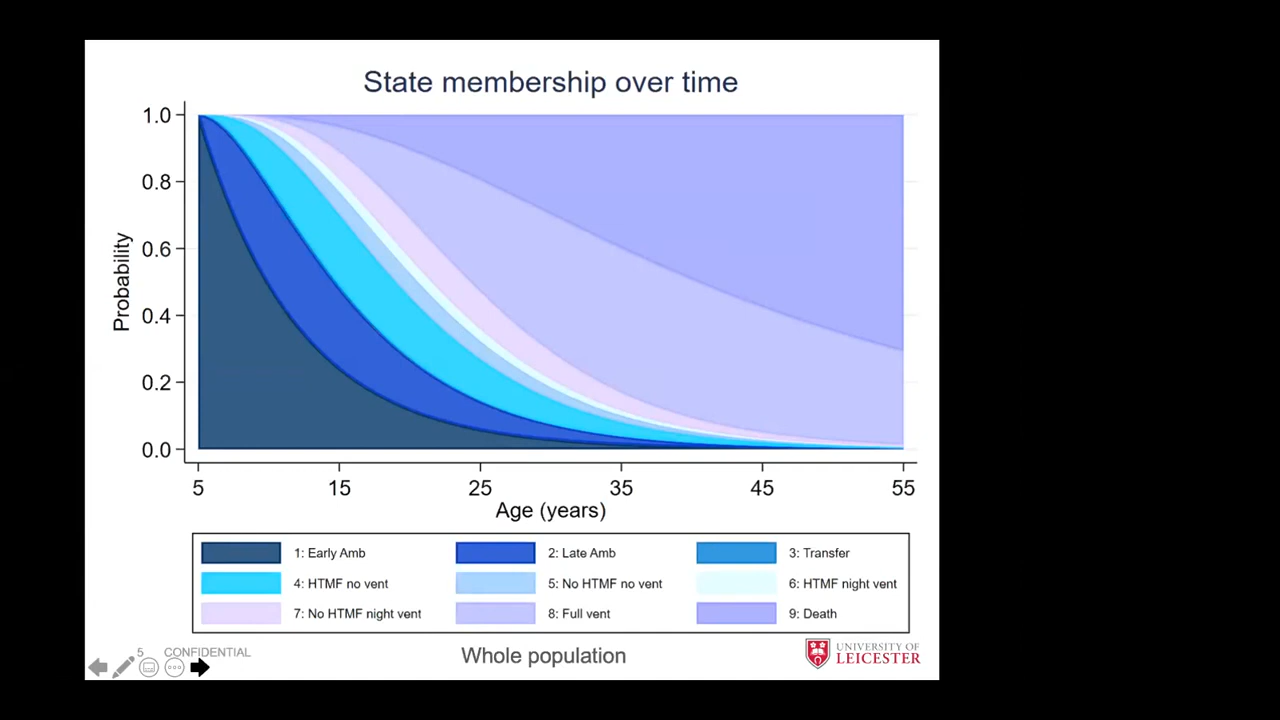 State membership over time
1.0
0.8
0.6
0.4
0.2
0.0
Probability
5 15 25 35 45 55
Age (years)
1: Early Amb 2: Late Amb 3: Transfer
4: HTMF no vent 5: No HTMF no vent 6: HTMF night vent
7: No HTMF night vent 8: Full vent 9: Death
5 CONFIDENTIAL
Whole population
UNIVERSITY OF
LEICESTER